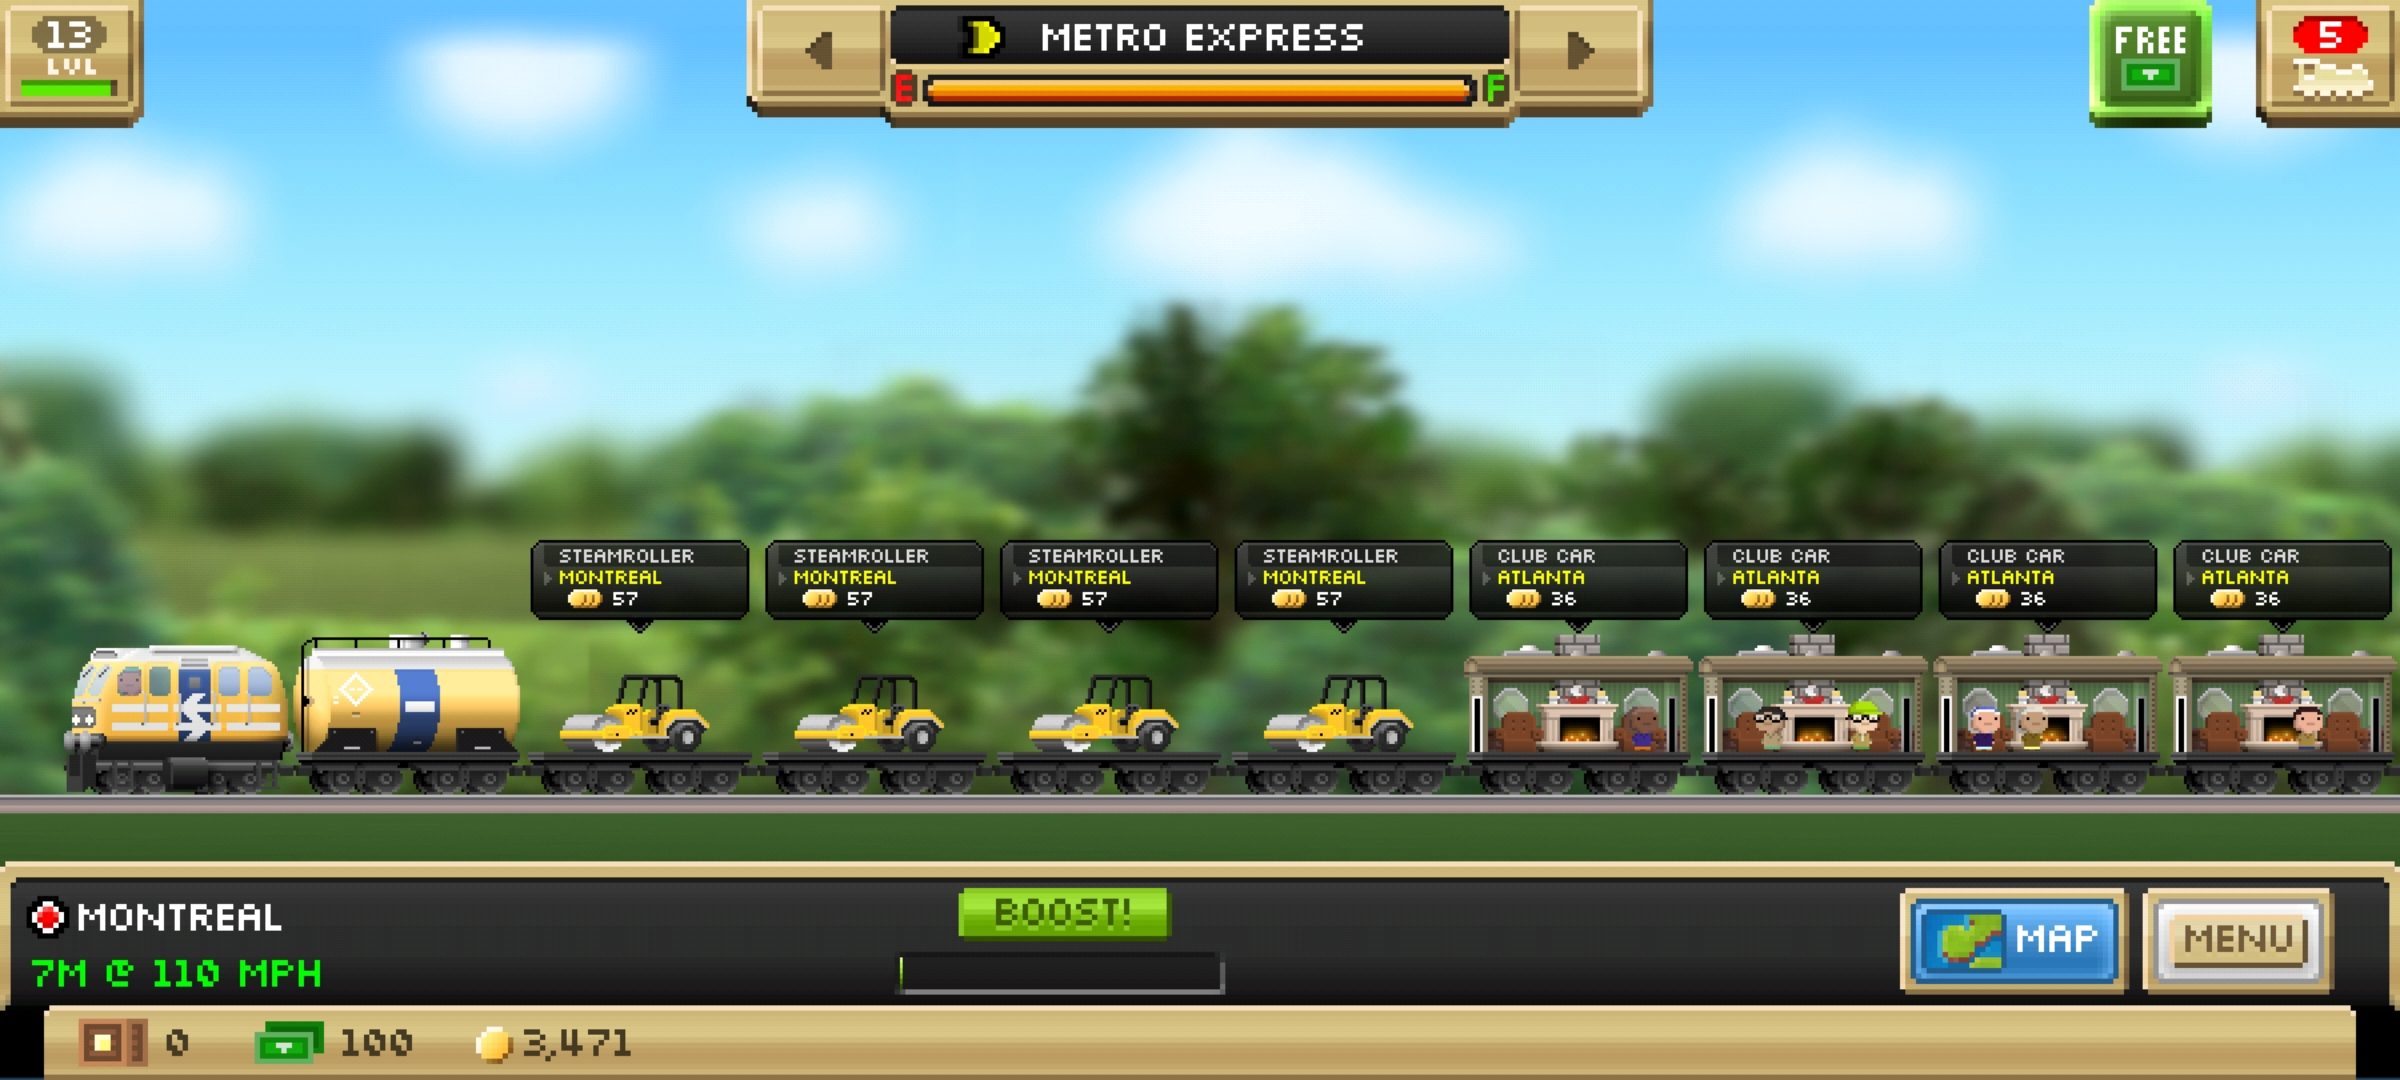 13
LVL
METRO EXPRESS
E
F
FREE
5
STEAMROLLER
MONTREAL
57
STEAMROLLER
MONTREAL
57
STEAMROLLER
MONTREAL
57
STEAMROLLER
MONTREAL
57
CLUB CAR
ATLANTA
36
CLUB CAR
ATLANTA
36
CLUB CAR
ATLANTA
36
CLUB CAR
ATLANTA
36
MONTREAL
7M @ 110 MPH
BOOST!
MAP
MENU
0
100
3,471